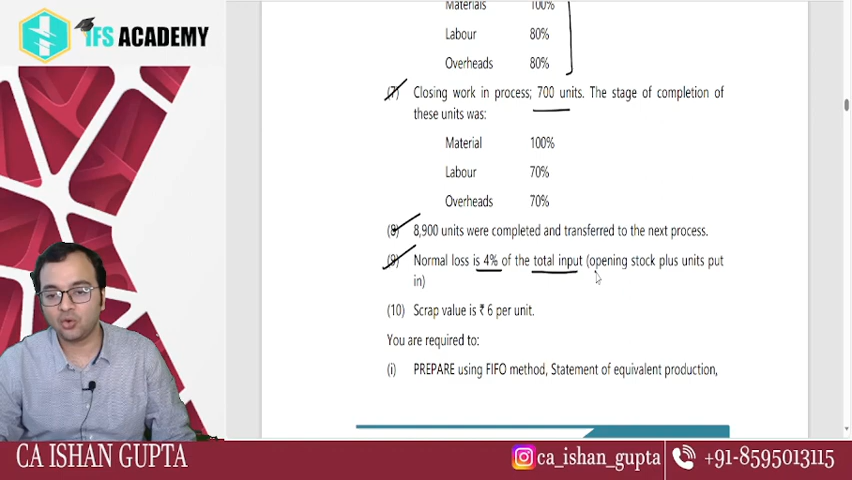 IFS ACADEMY
Materials 100%
Labour 80%
Overheads 80%
(7) Closing work in process; 700 units. The stage of completion of
these units was:
Material 100%
Labour 70%
Overheads 70%
(8) 8,900 units were completed and transferred to the next process.
(9) Normal loss is 4% of the total input (opening stock plus units put
in)
(10) Scrap value is ₹ 6 per unit.
You are required to:
(i) PREPARE using FIFO method, Statement of equivalent production,
CA ISHAN GUPTA
ca_ishan_gupta
+91-8595013115